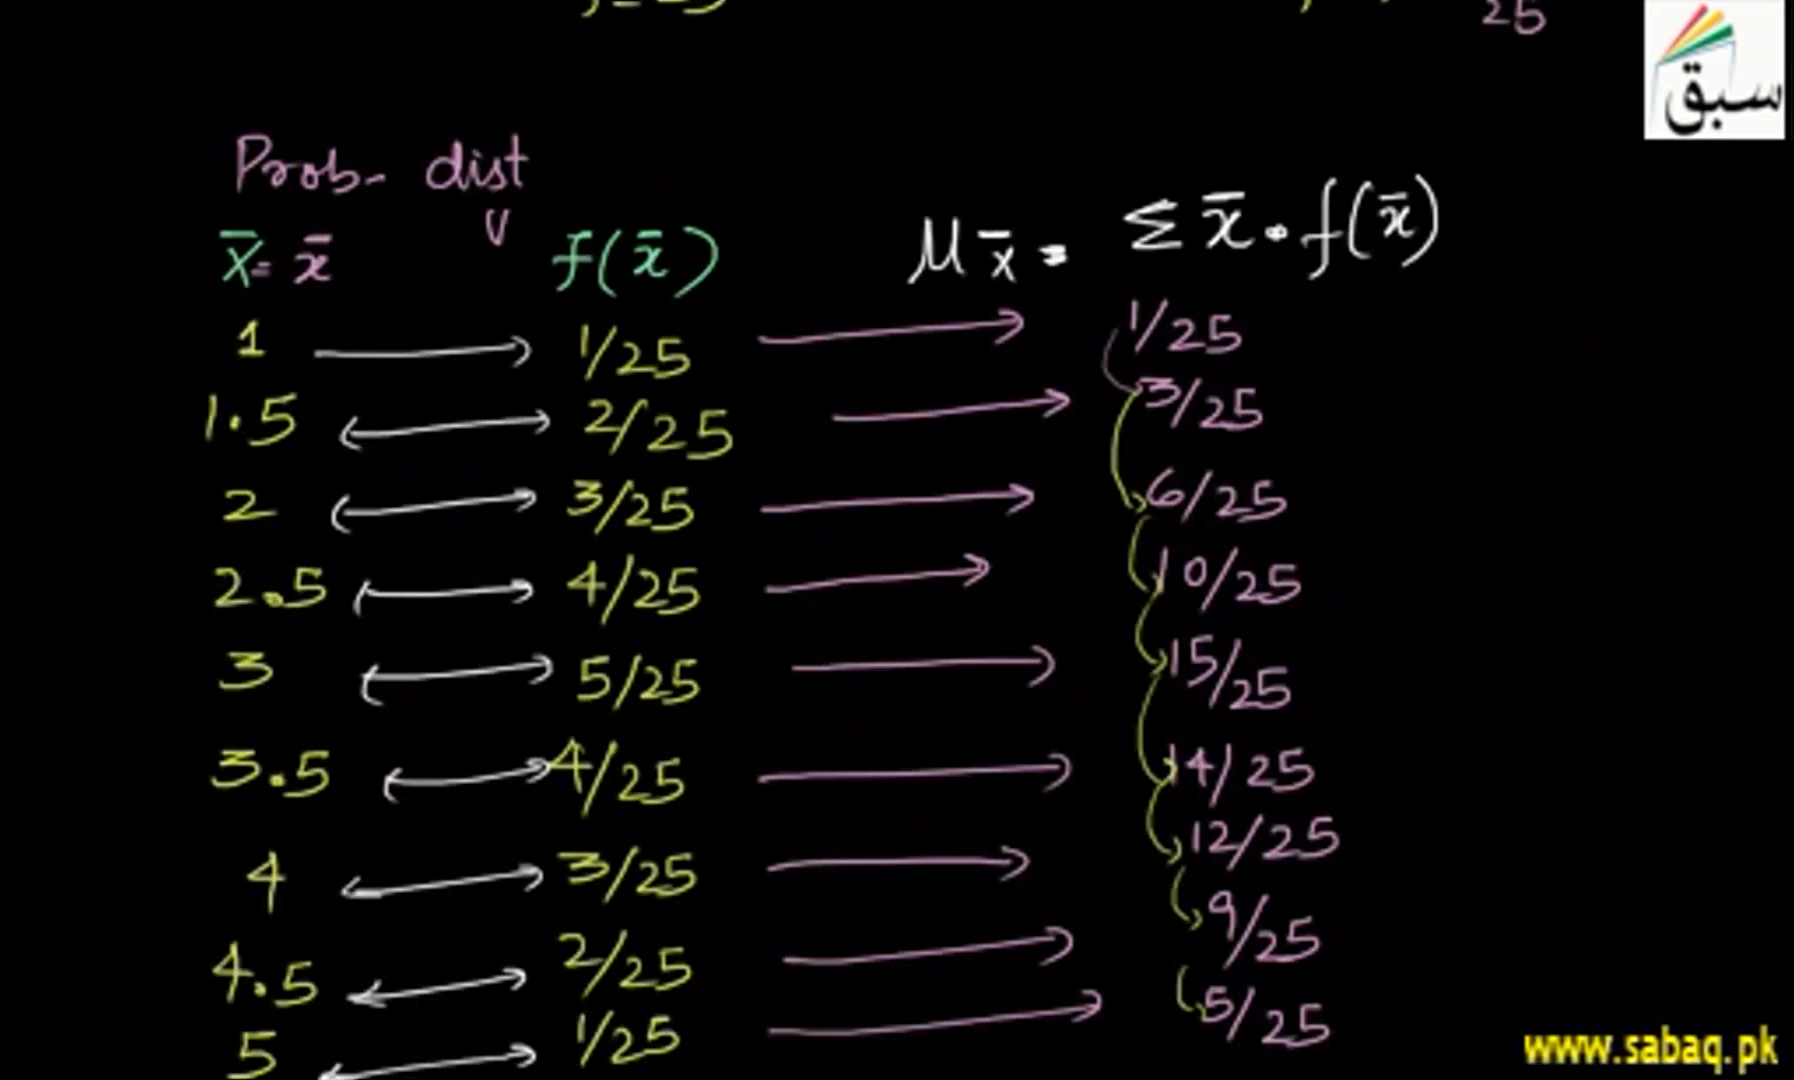 25
سبق
Prob. dist
X̄ = x̄ f(x̄) μx̄ = Σ x̄ . f(x̄)
1 1/25 1/25
1.5 2/25 3/25
2 3/25 6/25
2.5 4/25 10/25
3 5/25 15/25
3.5 4/25 14/25
4 3/25 12/25
4.5 2/25 9/25
5 1/25 5/25
www.sabaq.pk